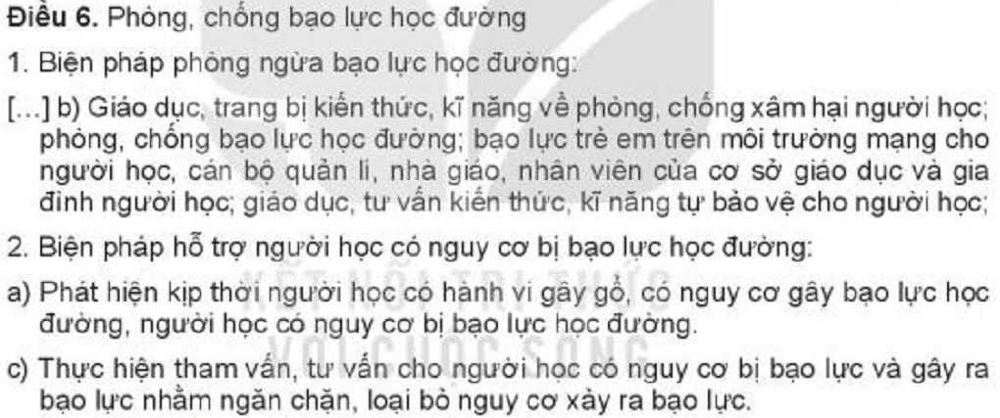 Điều 6. Phòng, chống bạo lực học đường
1. Biện pháp phòng ngừa bạo lực học đường:
[...] b) Giáo dục, trang bị kiến thức, kĩ năng về phòng, chống xâm hại người học;
phòng, chống bạo lực học đường; bạo lực trẻ em trên môi trường mạng cho
người học, cán bộ quản lí, nhà giáo, nhân viên của cơ sở giáo dục và gia
đình người học; giáo dục, tư vấn kiến thức, kĩ năng tự bảo vệ cho người học;
2. Biện pháp hỗ trợ người học có nguy cơ bị bạo lực học đường:
KẾT NỐI TRI THỨC
a) Phát hiện kịp thời người học có hành vi gây gổ, có nguy cơ gây bạo lực học
đường, người học có nguy cơ bị bạo lực học đường.
VỚI CUỘC SỐNG
c) Thực hiện tham vấn, tư vấn cho người học có nguy cơ bị bạo lực và gây ra
bạo lực nhằm ngăn chặn, loại bỏ nguy cơ xảy ra bạo lực.